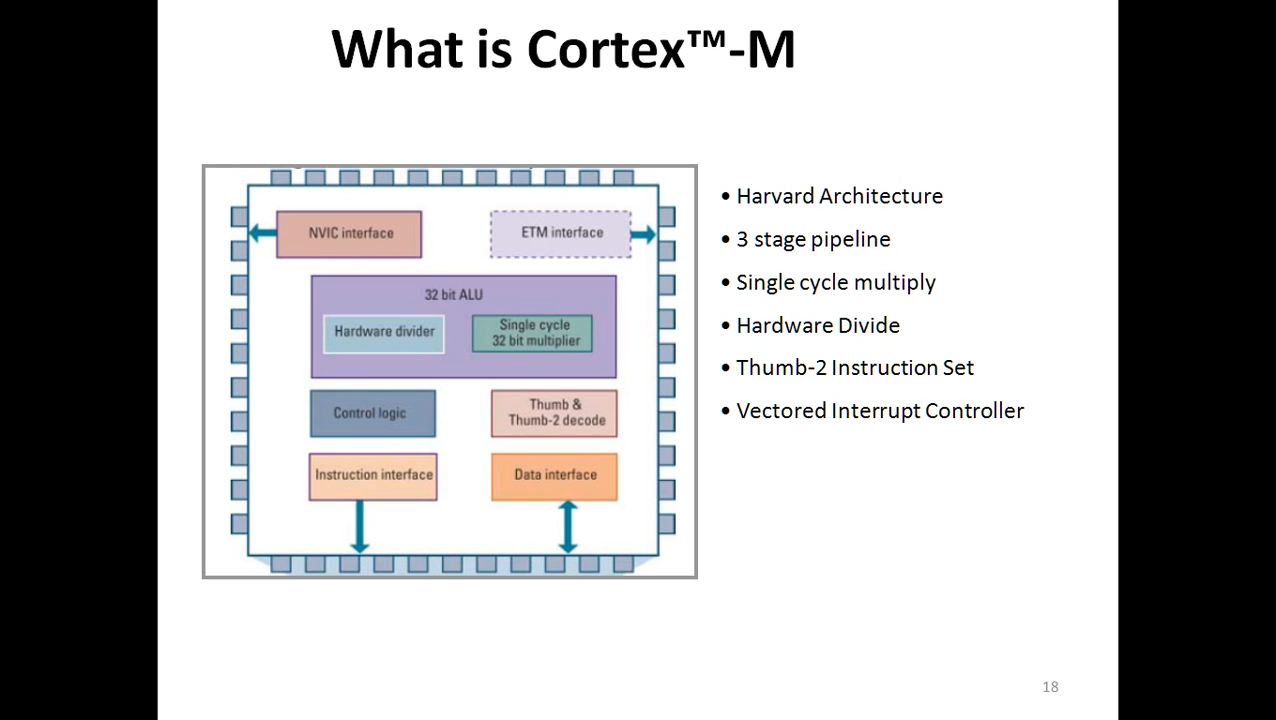 What is Cortex™-M
NVIC interface
ETM interface
32 bit ALU
Hardware divider
Single cycle
32 bit multiplier
Control logic
Thumb &
Thumb-2 decode
Instruction interface
Data interface
• Harvard Architecture
• 3 stage pipeline
• Single cycle multiply
• Hardware Divide
• Thumb-2 Instruction Set
• Vectored Interrupt Controller
18